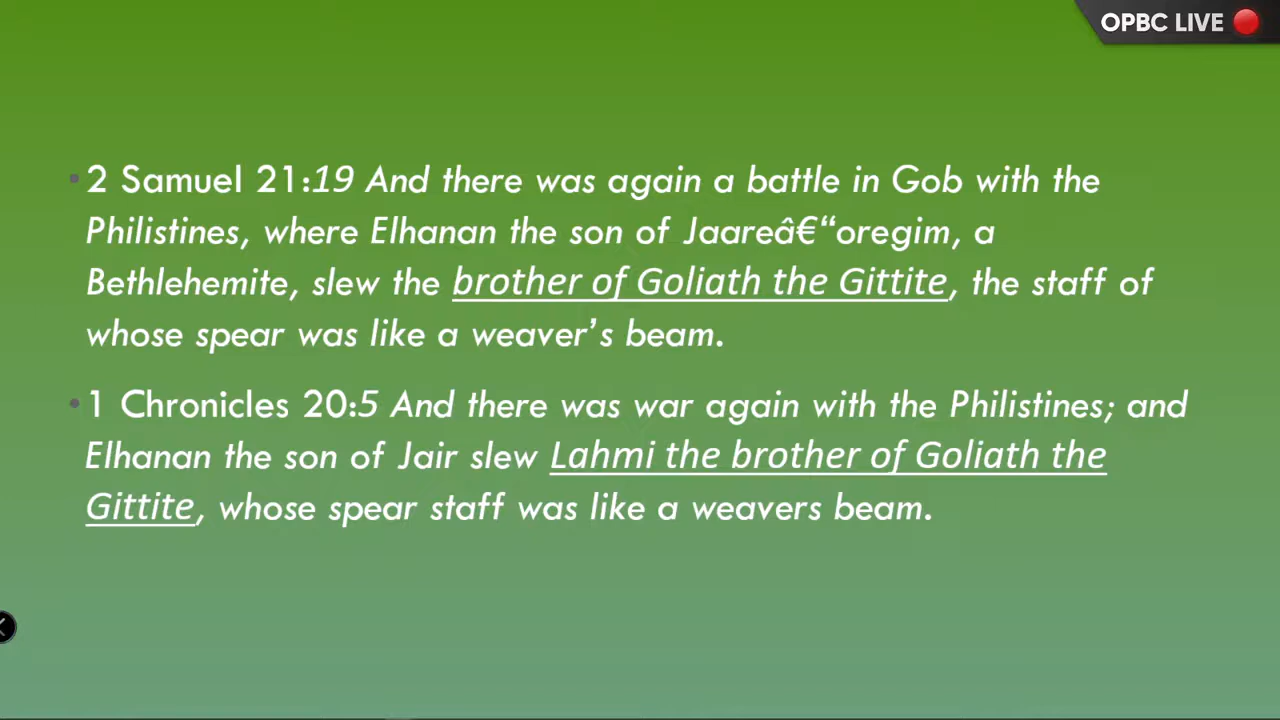 OPBC LIVE
• 2 Samuel 21:19 And there was again a battle in Gob with the
Philistines, where Elhanan the son of Jaareâ€“oregim, a
Bethlehemite, slew the brother of Goliath the Gittite, the staff of
whose spear was like a weaver’s beam.
• 1 Chronicles 20:5 And there was war again with the Philistines; and
Elhanan the son of Jair slew Lahmi the brother of Goliath the
Gittite, whose spear staff was like a weavers beam.